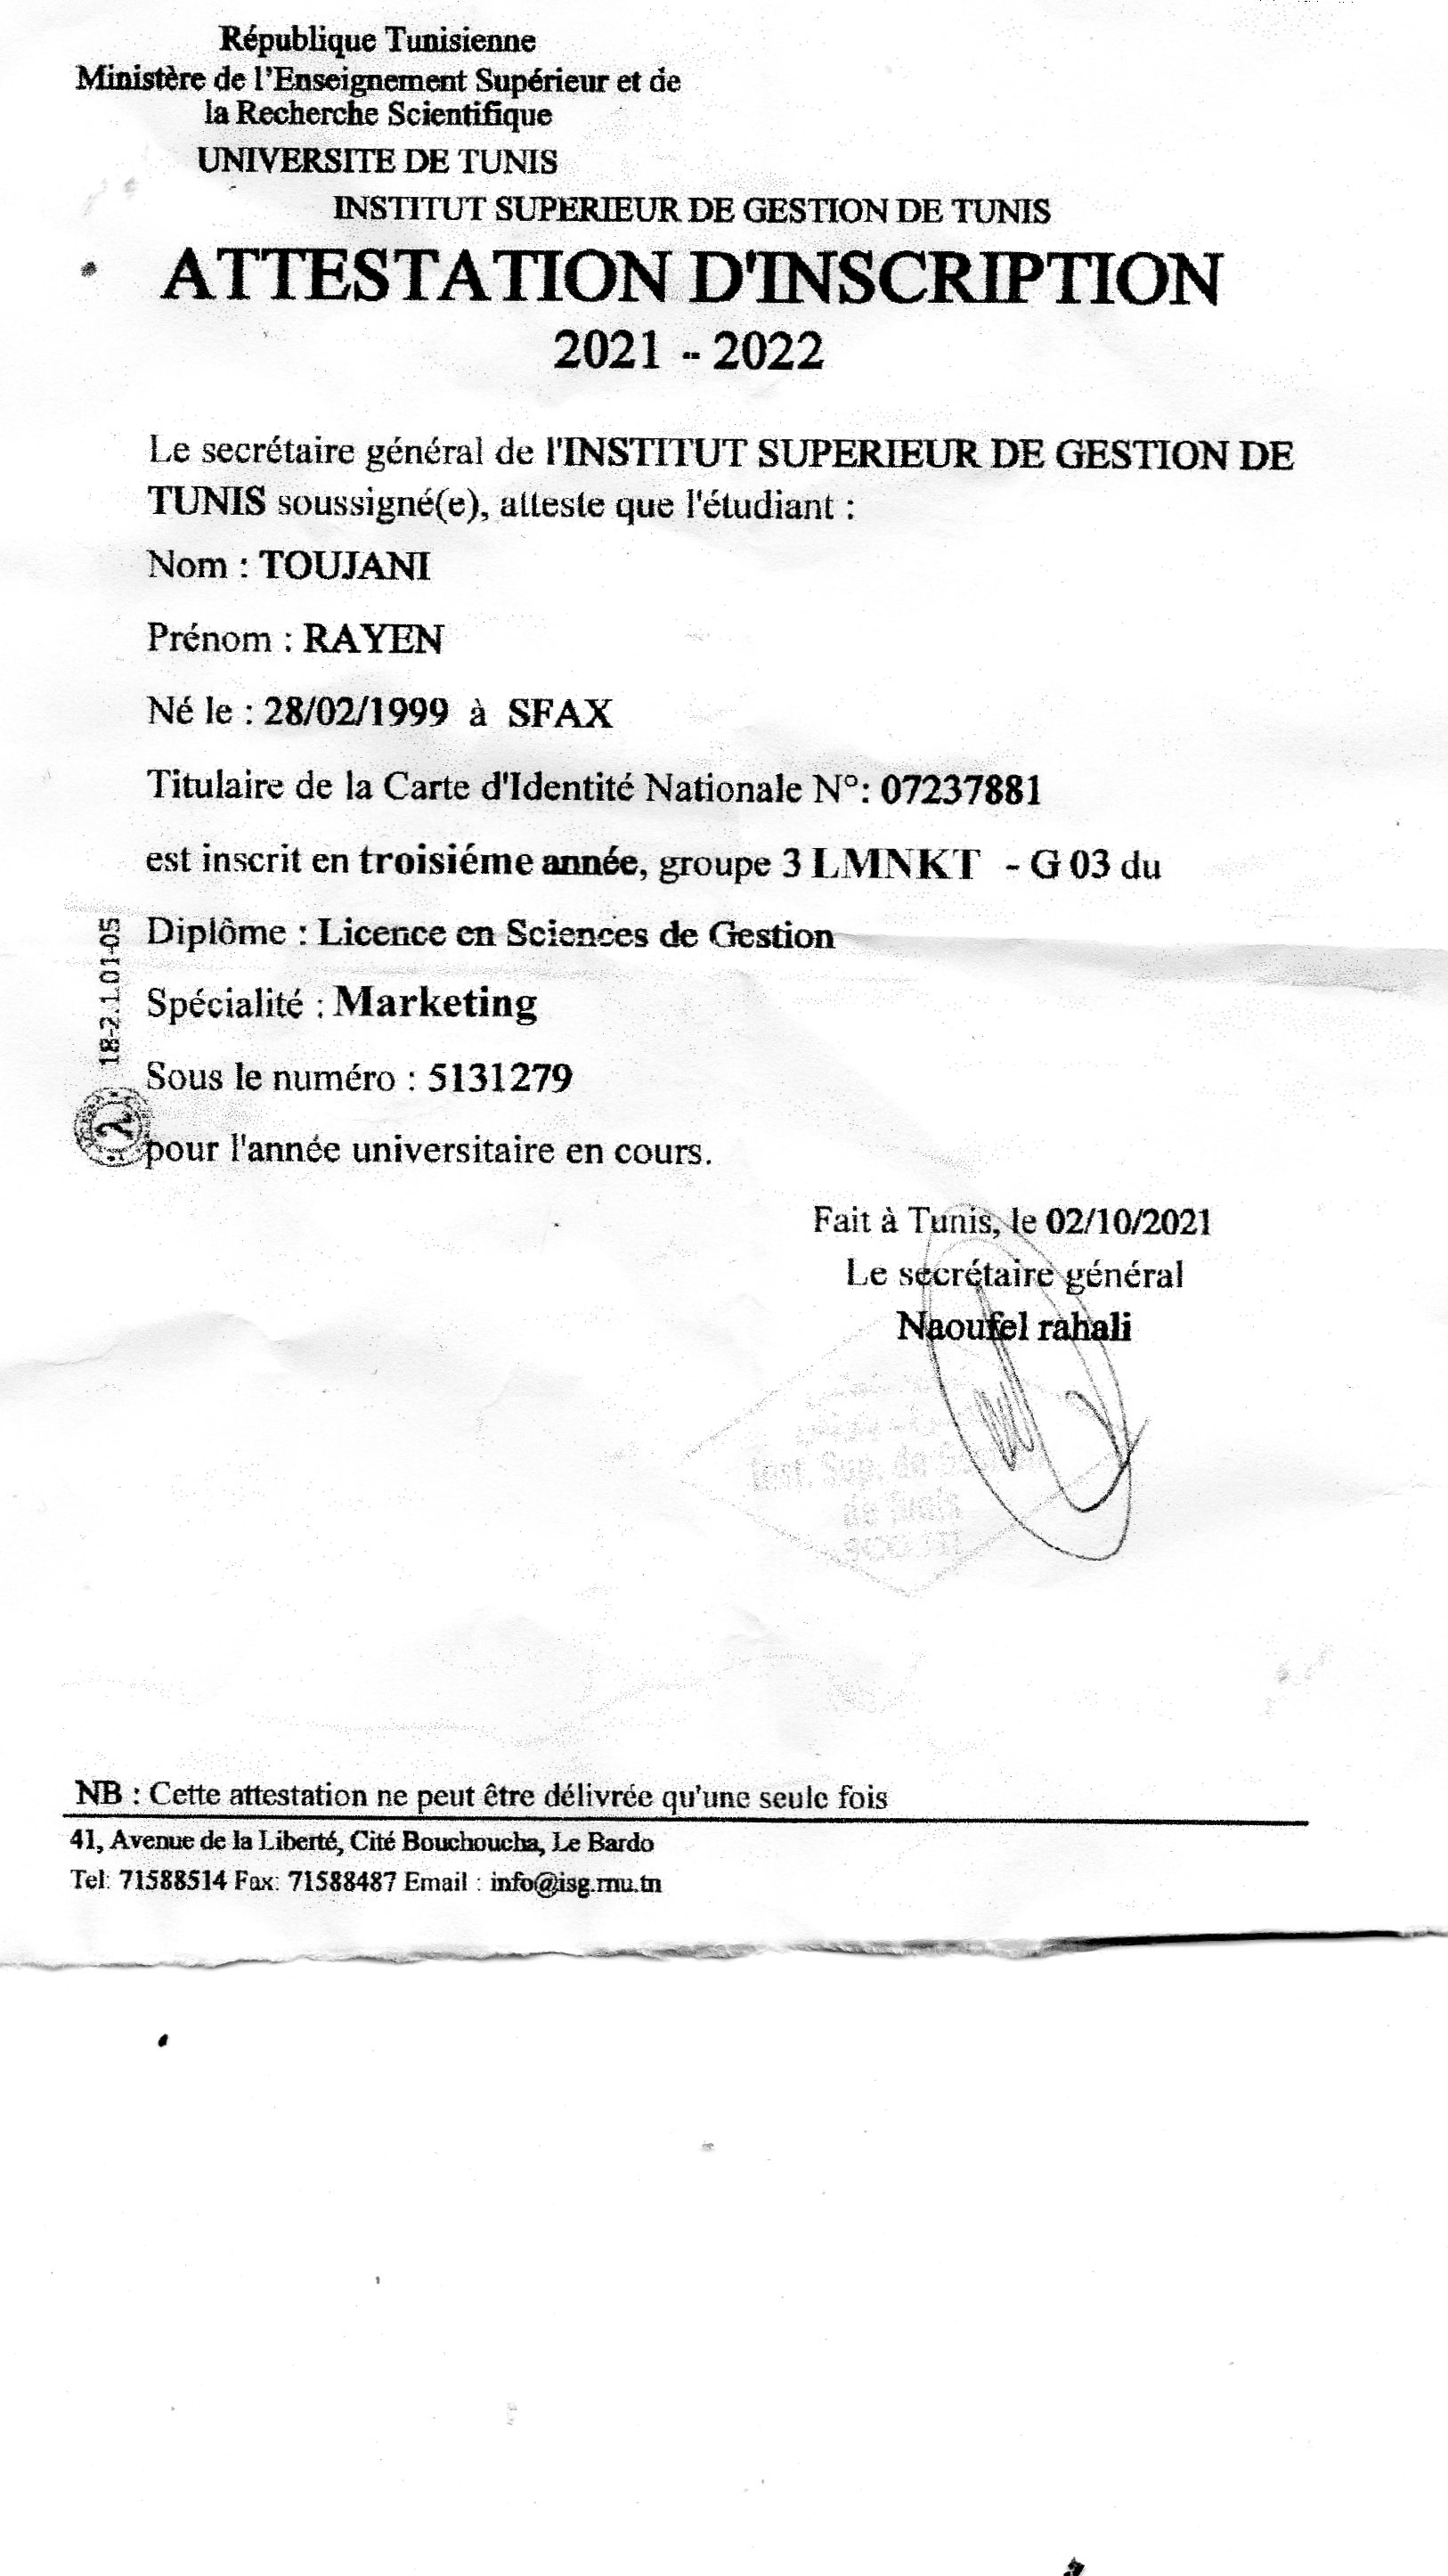 République Tunisienne
Ministère de l'Enseignement Supérieur et de
la Recherche Scientifique
UNIVERSITE DE TUNIS
INSTITUT SUPERIEUR DE GESTION DE TUNIS
ATTESTATION D'INSCRIPTION
2021 - 2022
Le secrétaire général de l'INSTITUT SUPERIEUR DE GESTION DE
TUNIS soussigné(e), atteste que l'étudiant :
Nom : TOUJANI
Prénom : RAYEN
Né le : 28/02/1999 à SFAX
Titulaire de la Carte d'Identité Nationale N°: 07237881
est inscrit en troisiéme année, groupe 3 LMNKT - G 03 du
Diplôme : Licence en Sciences de Gestion
Spécialité : Marketing
Sous le numéro : 5131279
pour l'année universitaire en cours.
18-2.1.01-05
2
Fait à Tunis, le 02/10/2021
Le secrétaire général
Naoufel rahali
Inst. Sup. de
de Tunis
NB : Cette attestation ne peut être délivrée qu'une seule fois
41, Avenue de la Liberté, Cité Bouchoucha, Le Bardo
Tel: 71588514 Fax: 71588487 Email : info@isg.rnu.tn